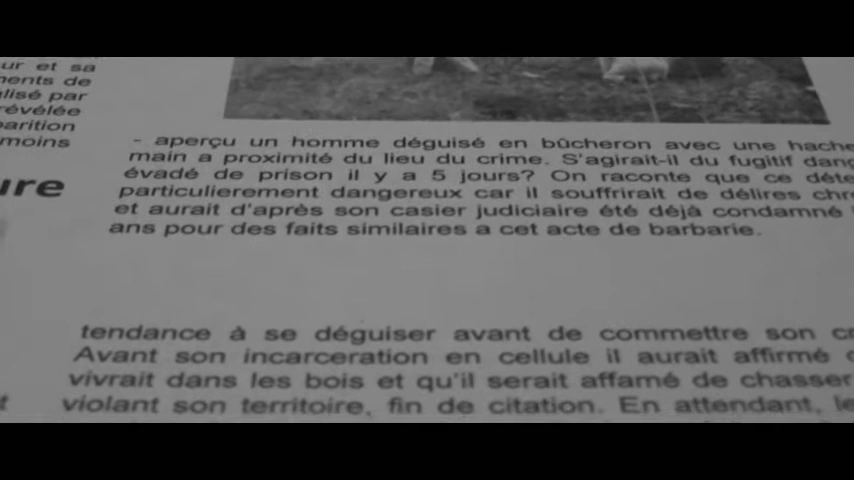 ur et sa
ments de
alisé par
révélée
parition
moins
ure
- aperçu un homme déguisé en bûcheron avec une hache
main a proximité du lieu du crime. S'agirait-il du fugitif dang
évadé de prison il y a 5 jours? On raconte que ce déte
particulierement dangereux car il souffrirait de délires chr
et aurait d'après son casier judiciaire été déjà condamné
ans pour des faits similaires a cet acte de barbarie.
tendance à se déguiser avant de commettre son cr
Avant son incarceration en cellule il aurait affirmé
vivrait dans les bois et qu'il serait affamé de chasser
violant son territoire, fin de citation. En attendant, le